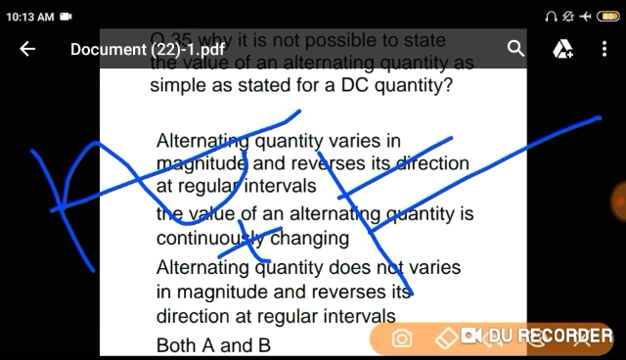 10:13 AM
Document (22)-1.pdf
Q.35 why it is not possible to state
the value of an alternating quantity as
simple as stated for a DC quantity?
Alternating quantity varies in
magnitude and reverses its direction
at regular intervals
the value of an alternating quantity is
continuously changing
Alternating quantity does not varies
in magnitude and reverses its
direction at regular intervals
Both A and B
DU RECORDER